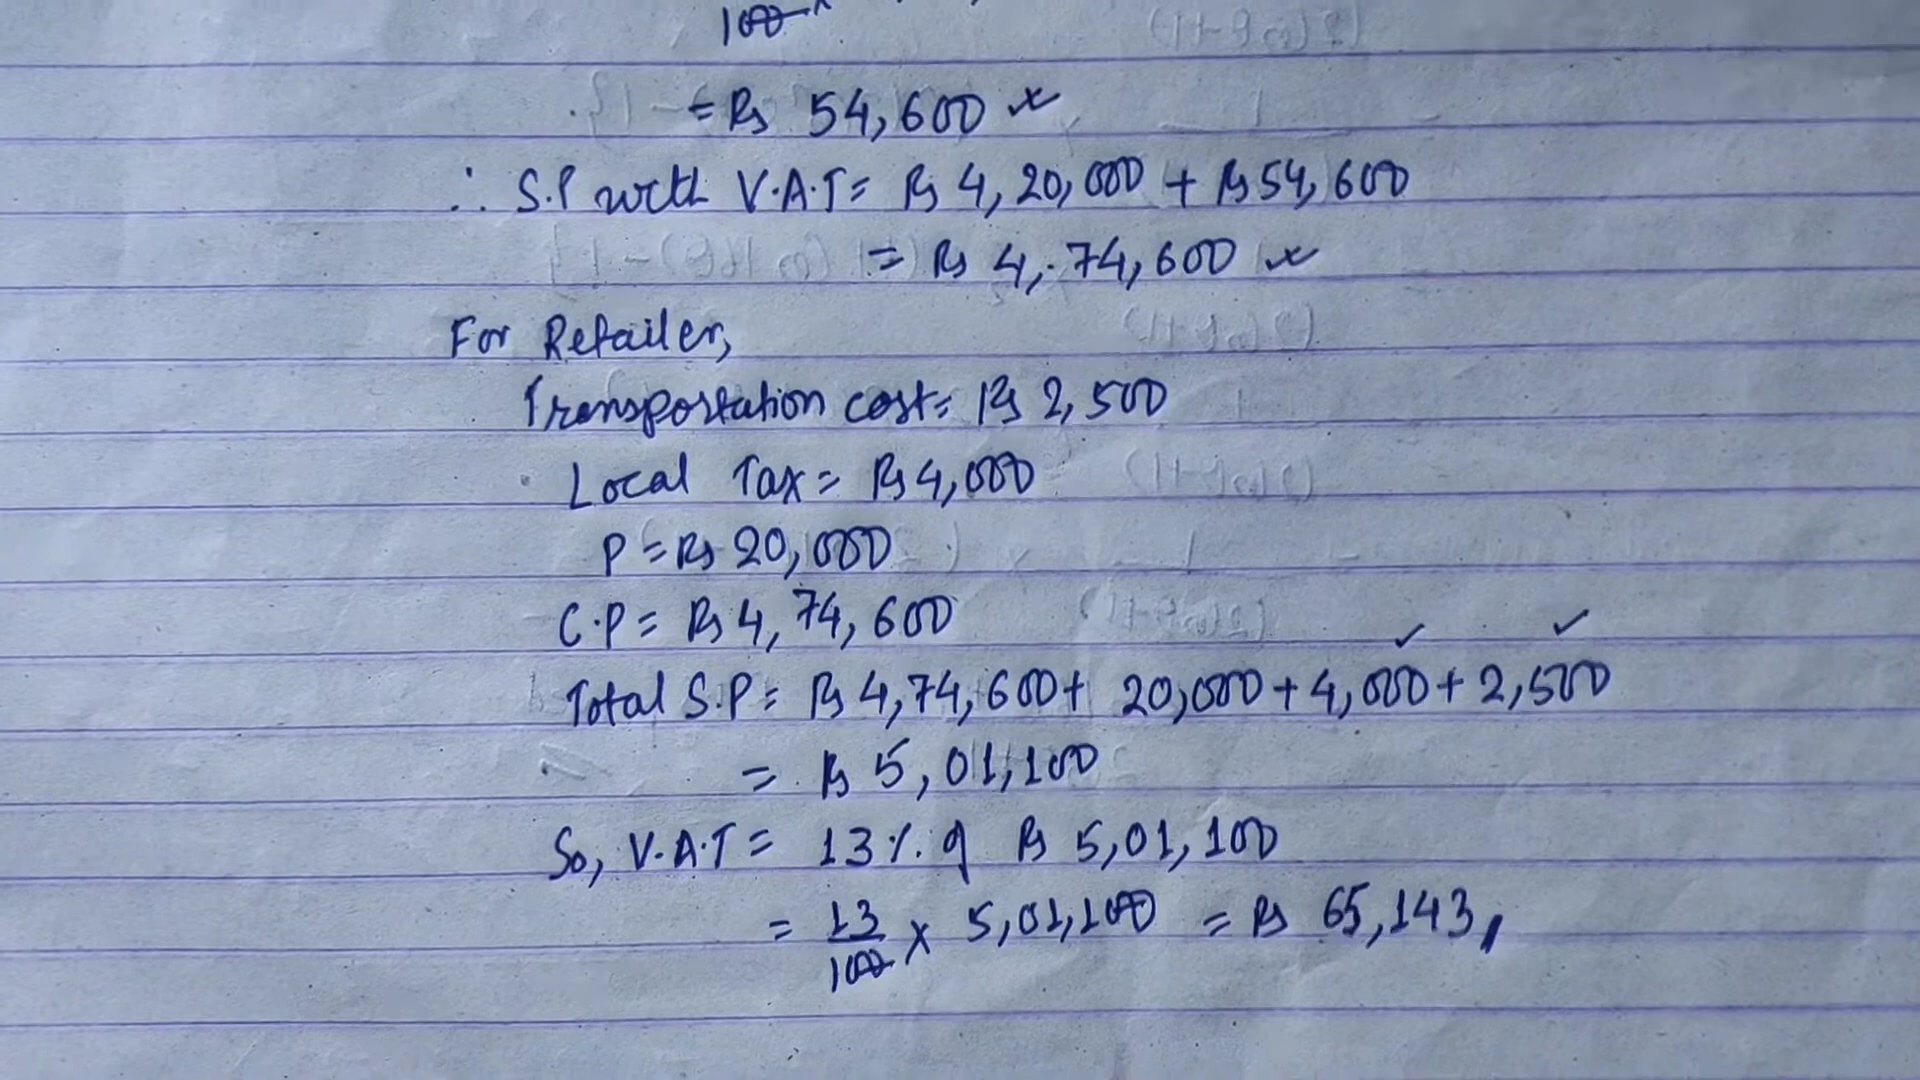 100
= Rs 54,600
∴ S.P with V.A.T = Rs 4,20,000 + Rs 54,600
= Rs 4,74,600
For Retailer,
Transportation cost = Rs 2,500
Local Tax = Rs 4,000
P = Rs 20,000
C.P = Rs 4,74,600
Total S.P = Rs 4,74,600 + 20,000 + 4,000 + 2,500
= Rs 5,01,100
So, V.A.T = 13% of Rs 5,01,100
= 13/100 × 5,01,100 = Rs 65,143